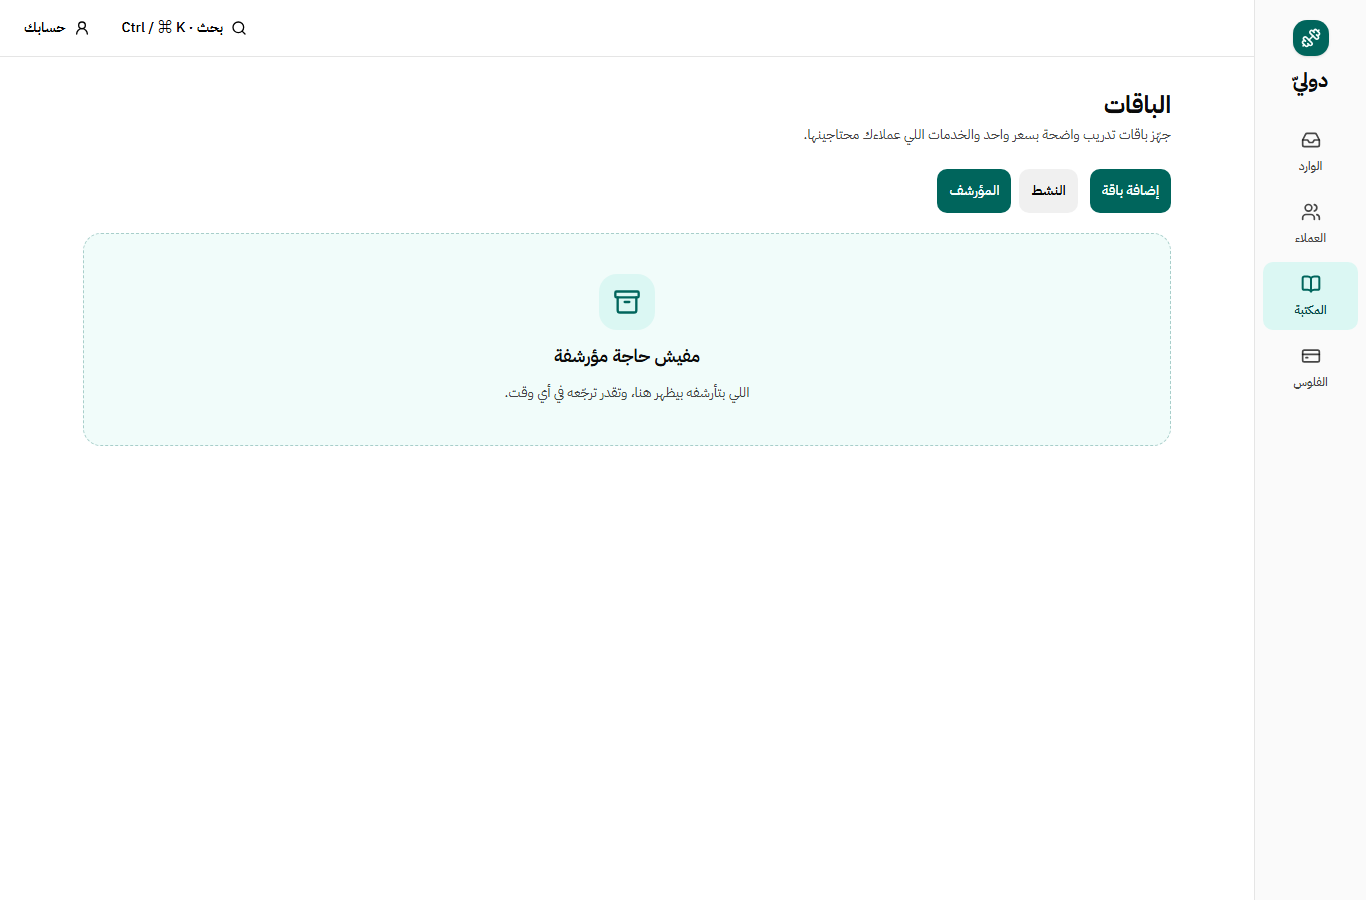 دوليّ
الوارد
العملاء
المكتبة
الفلوس
بحث · Ctrl / ⌘ K
حسابك
الباقات
جهّز باقات تدريب واضحة بسعر واحد والخدمات اللي عملاءك محتاجينها.
إضافة باقة
النشط
المؤرشف
مفيش حاجة مؤرشفة
اللي بتأرشفه بيظهر هنا، وتقدر ترجّعه في أي وقت.